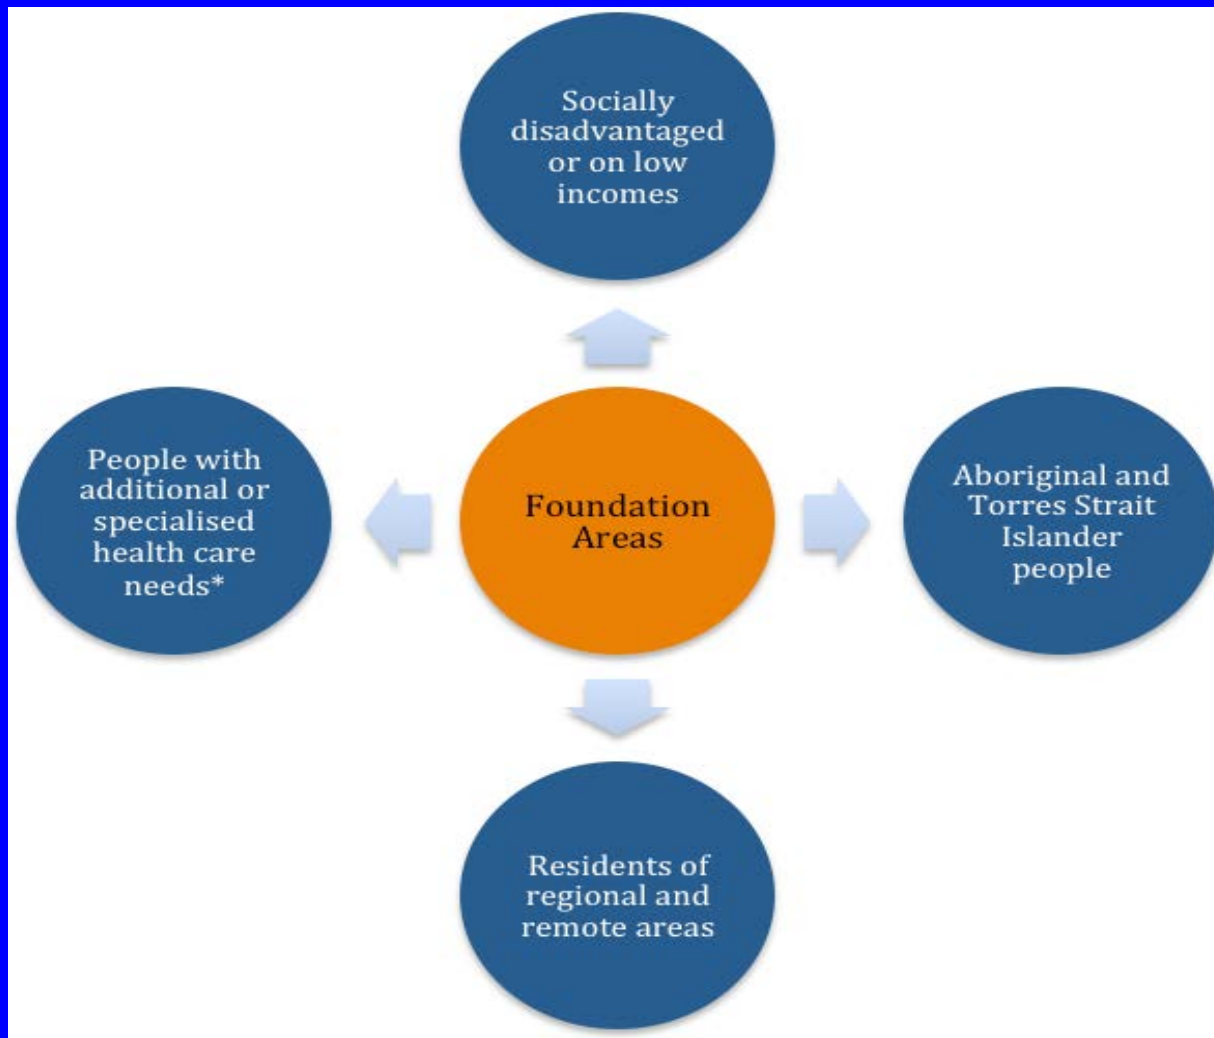 Socially
disadvantaged
or on low
incomes
People with
additional or
specialised
health care
needs*
Foundation
Areas
Aboriginal and
Torres Strait
Islander
people
Residents of
regional and
remote areas